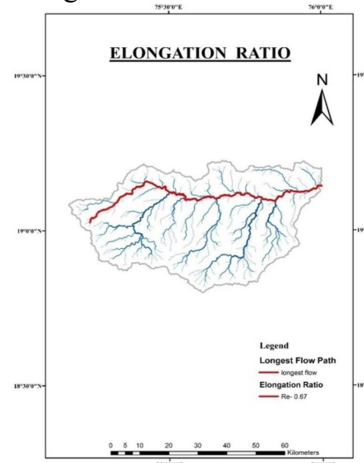 75°30'0"E 76°0'0"E
ELONGATION RATIO
19°30'0"N
N
19°0'0"N
Legend
Longest Flow Path
longest flow
Elongation Ratio
Re- 0.67
18°30'0"N
0 5 10 20 30 40 50 60
Kilometers